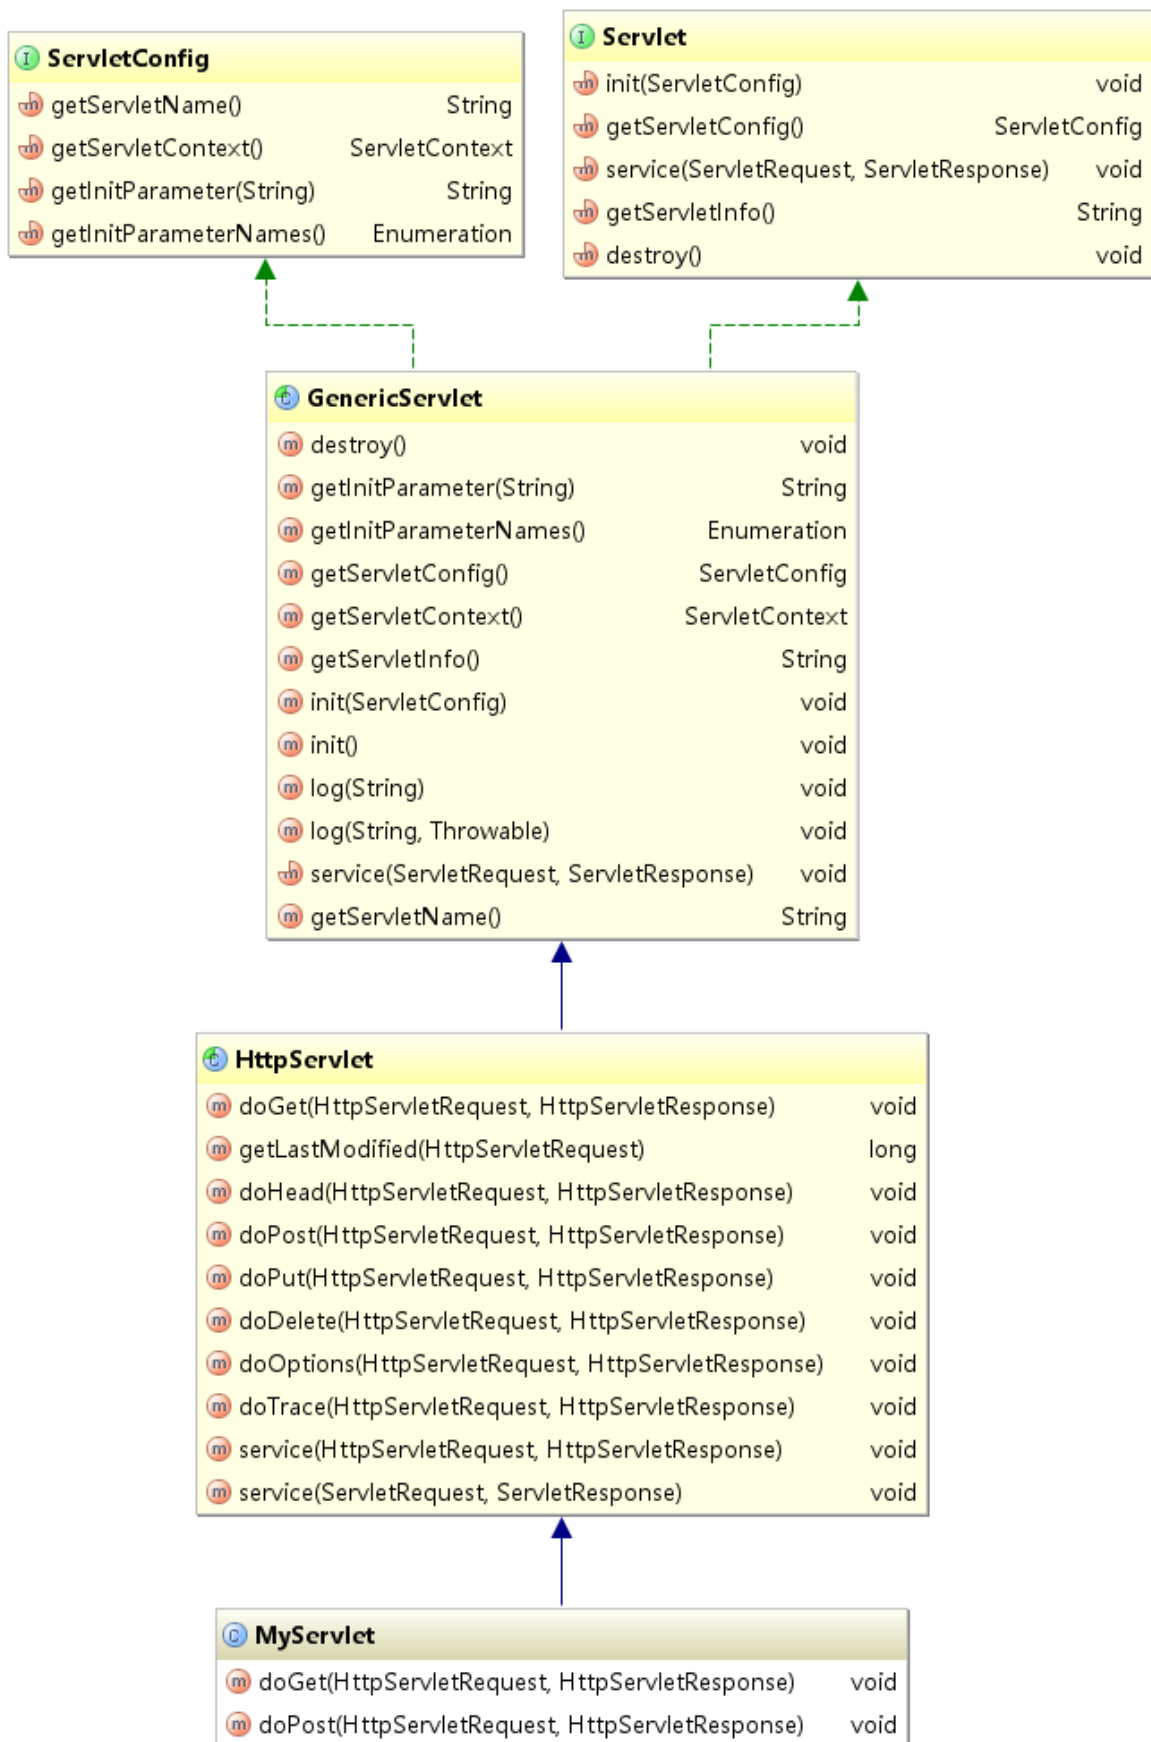 ServletConfig
getServletName() String
getServletContext() ServletContext
getInitParameter(String) String
getInitParameterNames() Enumeration
Servlet
init(ServletConfig) void
getServletConfig() ServletConfig
service(ServletRequest, ServletResponse) void
getServletInfo() String
destroy() void
GenericServlet
destroy() void
getInitParameter(String) String
getInitParameterNames() Enumeration
getServletConfig() ServletConfig
getServletContext() ServletContext
getServletInfo() String
init(ServletConfig) void
init() void
log(String) void
log(String, Throwable) void
service(ServletRequest, ServletResponse) void
getServletName() String
HttpServlet
doGet(HttpServletRequest, HttpServletResponse) void
getLastModified(HttpServletRequest) long
doHead(HttpServletRequest, HttpServletResponse) void
doPost(HttpServletRequest, HttpServletResponse) void
doPut(HttpServletRequest, HttpServletResponse) void
doDelete(HttpServletRequest, HttpServletResponse) void
doOptions(HttpServletRequest, HttpServletResponse) void
doTrace(HttpServletRequest, HttpServletResponse) void
service(HttpServletRequest, HttpServletResponse) void
service(ServletRequest, ServletResponse) void
MyServlet
doGet(HttpServletRequest, HttpServletResponse) void
doPost(HttpServletRequest, HttpServletResponse) void